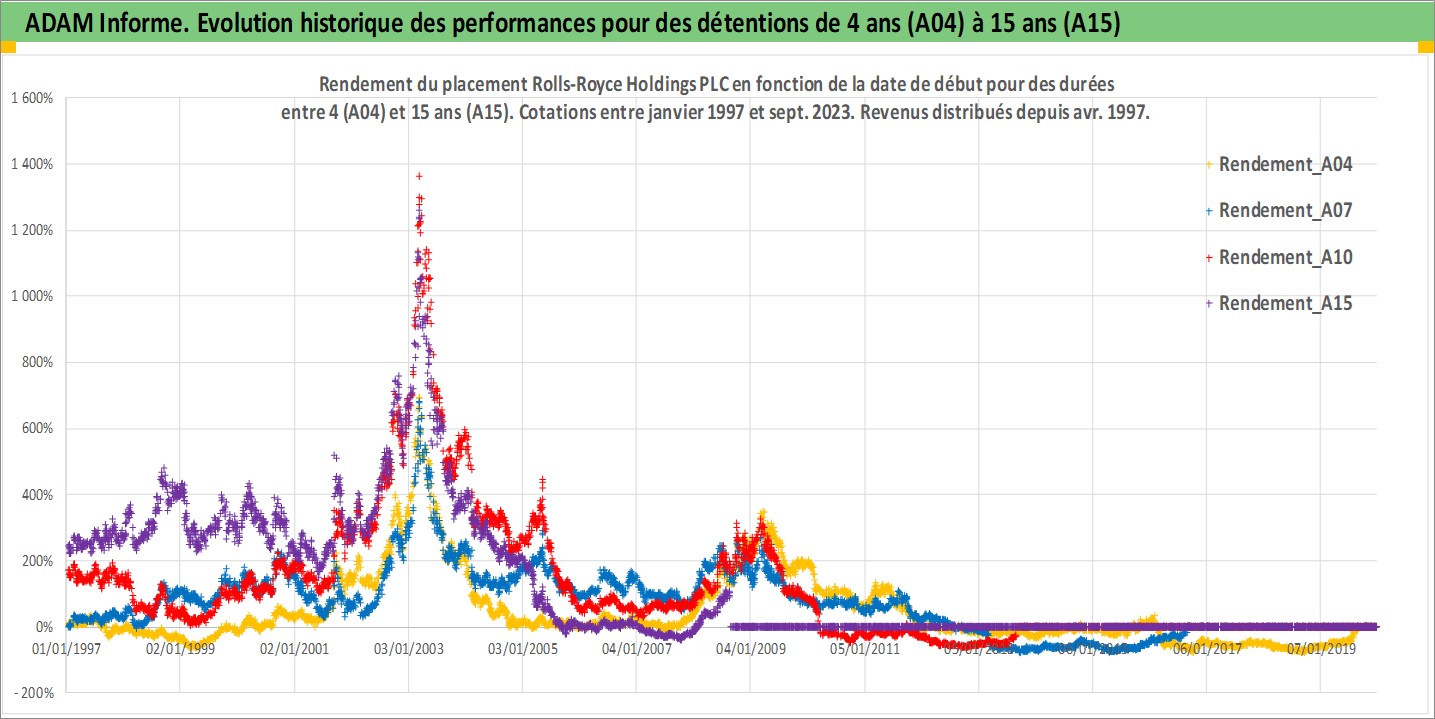 ADAM Informe. Evolution historique des performances pour des détentions de 4 ans (A04) à 15 ans (A15)
Rendement du placement Rolls-Royce Holdings PLC en fonction de la date de début pour des durées
entre 4 (A04) et 15 ans (A15). Cotations entre janvier 1997 et sept. 2023. Revenus distribués depuis avr. 1997.
1 600%
1 400%
1 200%
1 000%
800%
600%
400%
200%
0%
-200%
Rendement_A04
Rendement_A07
Rendement_A10
Rendement_A15
01/01/1997
02/01/1999
02/01/2001
03/01/2003
03/01/2005
04/01/2007
04/01/2009
05/01/2011
06/01/2017
07/01/2019